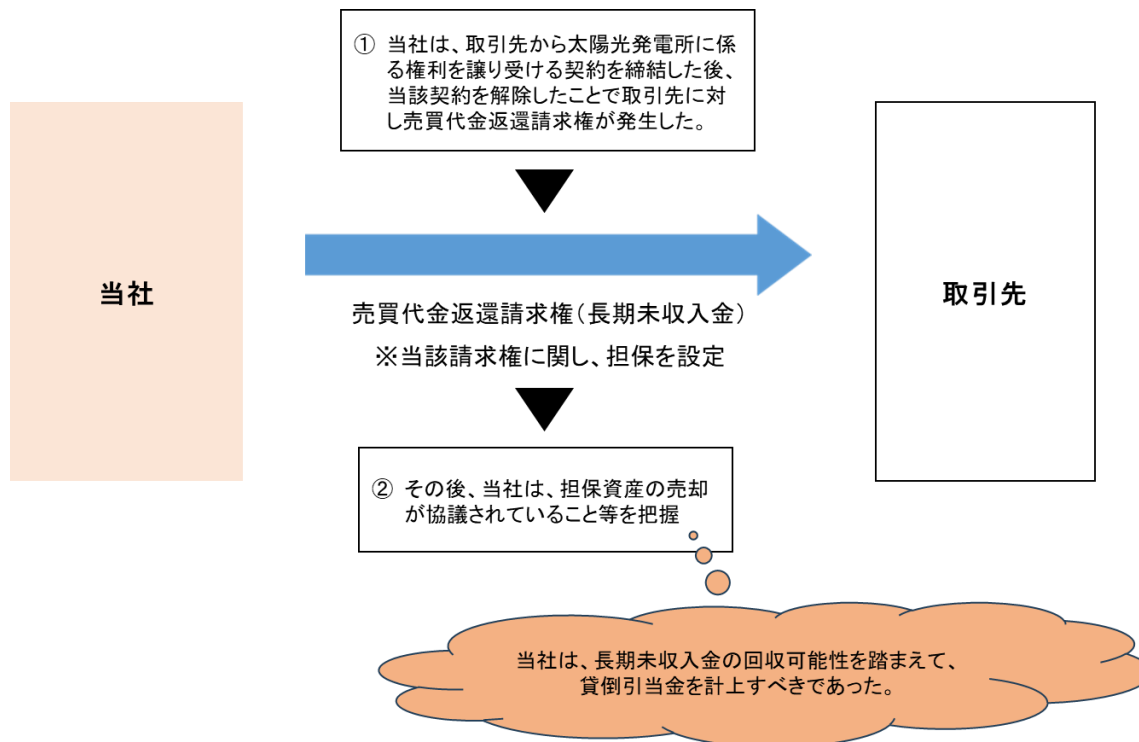 ① 当社は、取引先から太陽光発電所に係
る権利を譲り受ける契約を締結した後、
当該契約を解除したことで取引先に対
し売買代金返還請求権が発生した。
当社
取引先
売買代金返還請求権（長期未収入金）
※当該請求権に関し、担保を設定
② その後、当社は、担保資産の売却
が協議されていること等を把握
当社は、長期未収入金の回収可能性を踏まえて、
貸倒引当金を計上すべきであった。